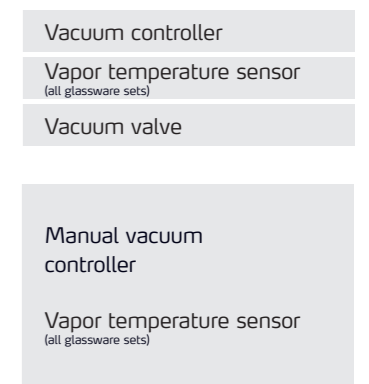 Vacuum controller
Vapor temperature sensor
(all glassware sets)
Vacuum valve
Manual vacuum
controller
Vapor temperature sensor
(all glassware sets)